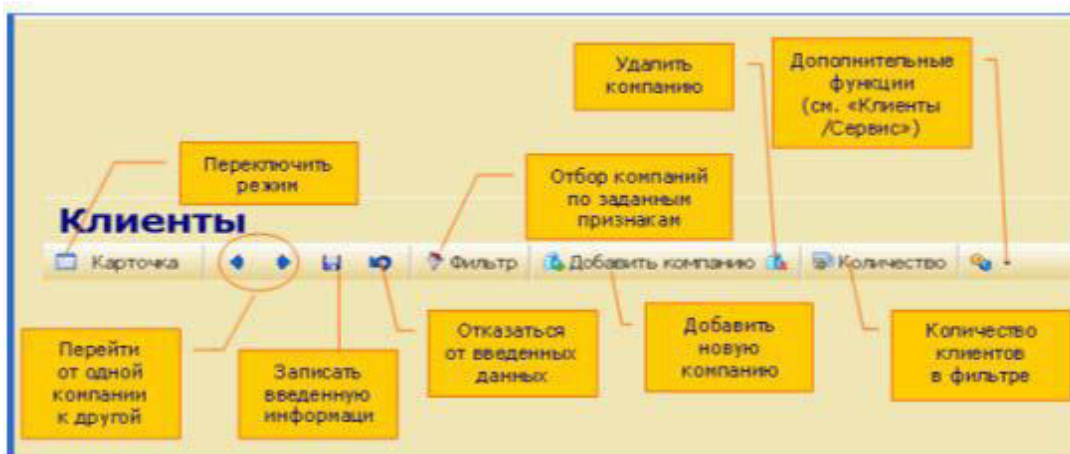 Удалить
компанию
Дополнительные
функции
(см. «Клиенты
/Сервис»)
Переключить
режим
Отбор компаний
по заданным
признакам
Клиенты
Карточка
Фильтр
Добавить компанию
Количество
Перейти
от одной
компании
к другой
Записать
введенную
информаци
Отказаться
от введенных
данных
Добавить
новую
компанию
Количество
клиентов
в фильтре